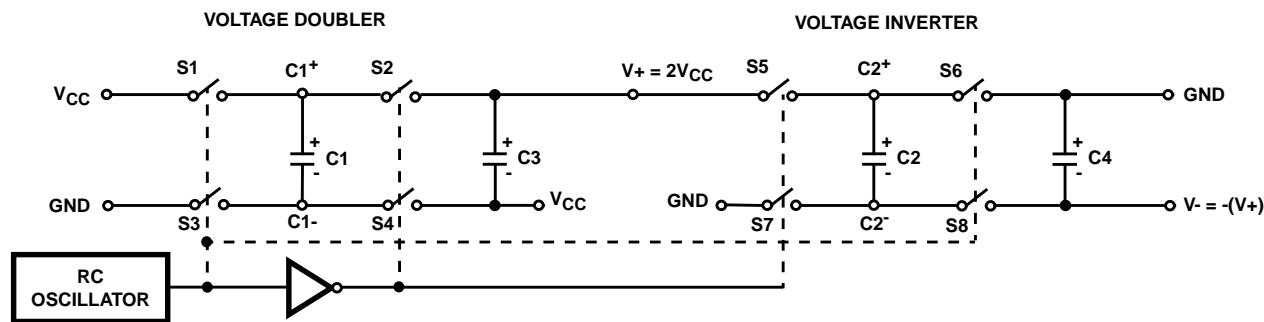 VOLTAGE DOUBLER
VOLTAGE INVERTER
S1 C1+ S2 V+ = 2VCC S5 C2+ S6
VCC
GND
+ C1 -
+ C3 -
+ C2 -
+ C4 -
GND S3 C1- S4 VCC
GND S7 C2- S8 V- = -(V+)
RC
OSCILLATOR